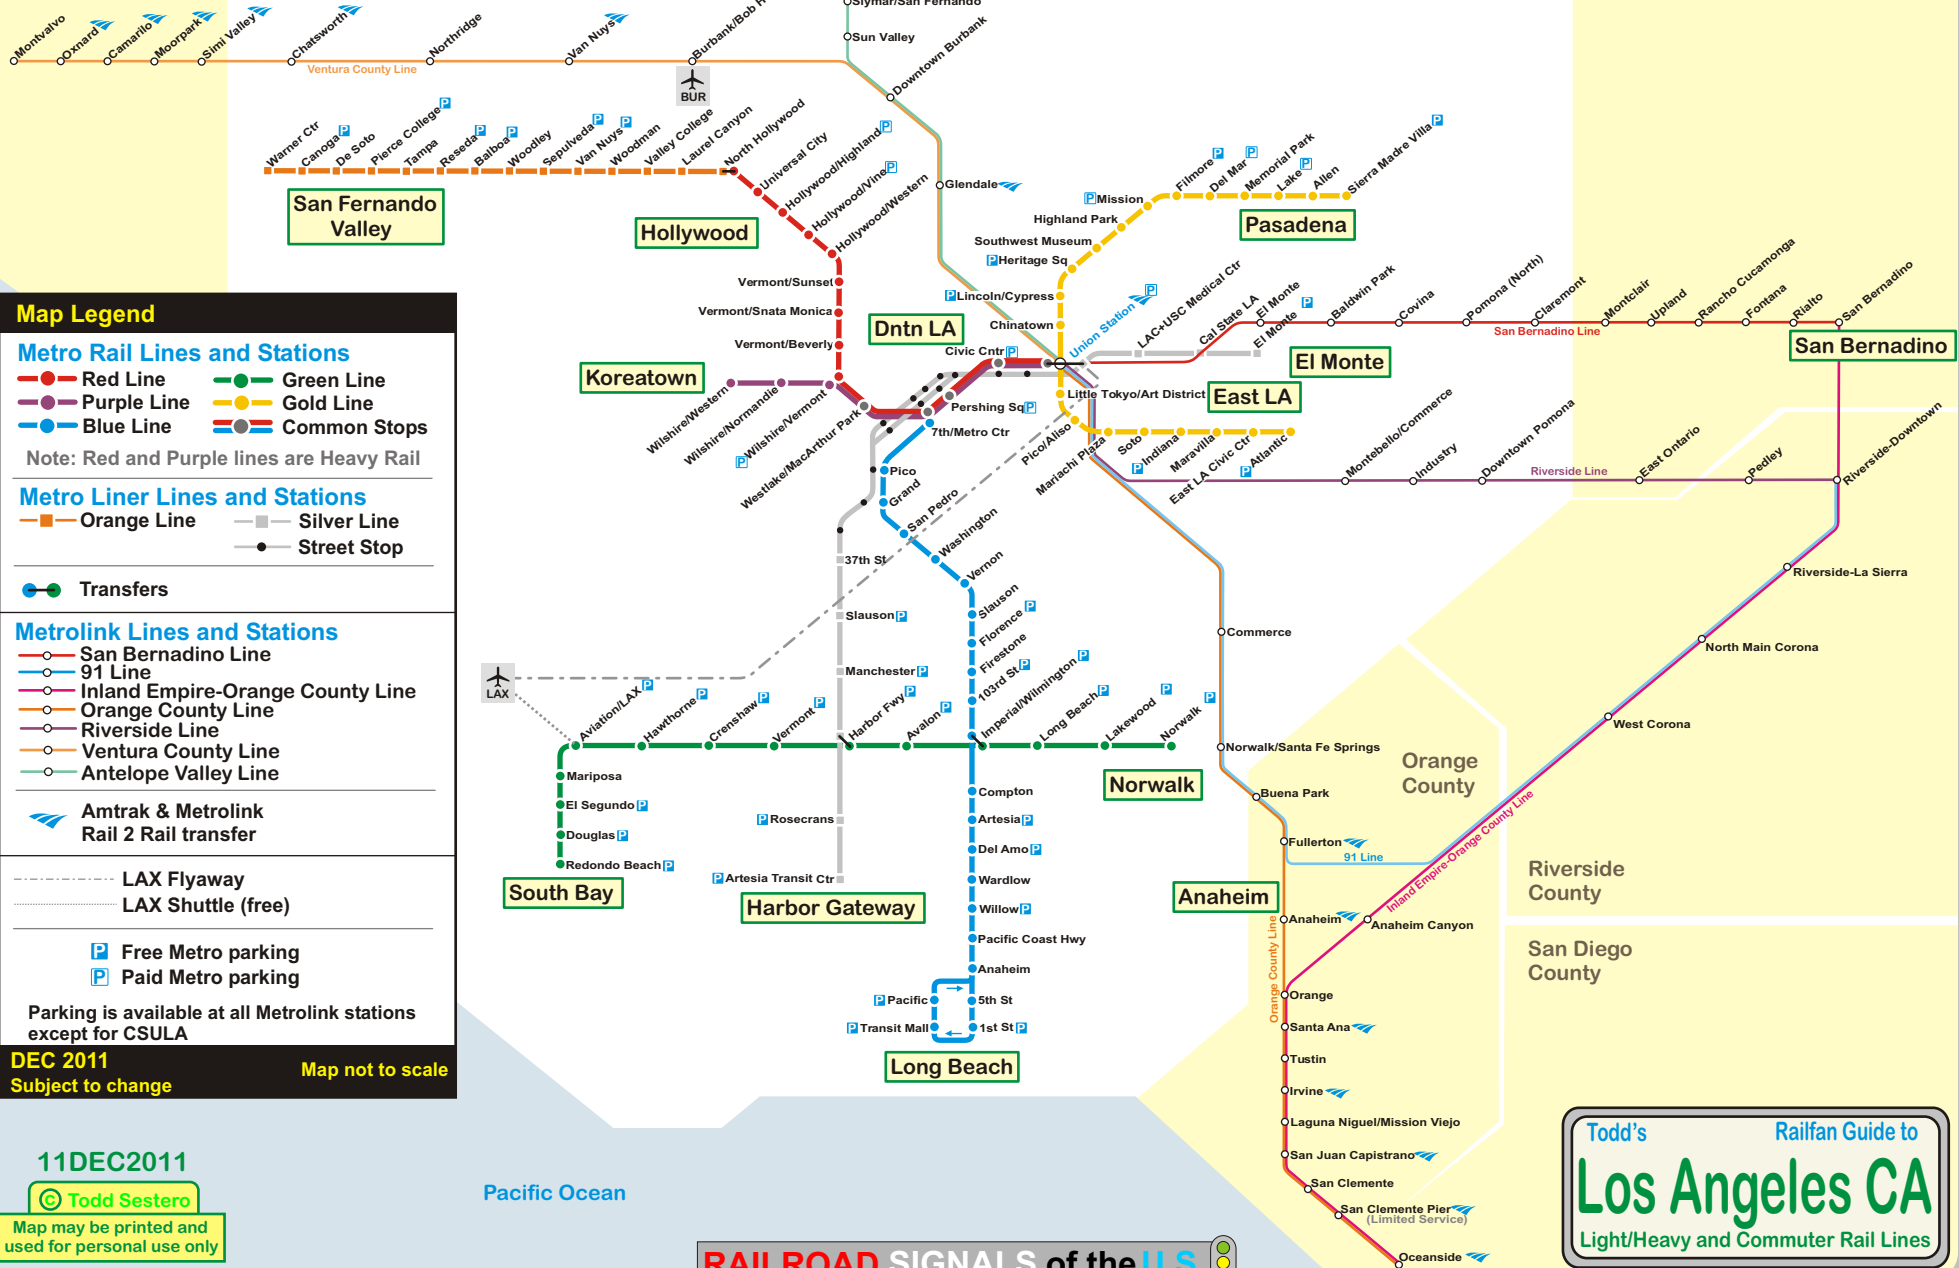 Montvalvo
Oxnard
Camarilo
Moorpark
Simi Valley
Chatsworth
Northridge
Van Nuys
Burbank/Bob
Ventura County Line
BUR
Slymar/San Fernando
Sun Valley
Downtown Burbank
Glendale
Warner Ctr
Canoga P
De Soto
Pierce College P
Tampa
Reseda P
Balboa P
Woodley
Sepulveda P
Van Nuys P
Woodman
Valley College
Laurel Canyon
North Hollywood
San Fernando
Valley
Universal City
Hollywood/Highland P
Hollywood/Vine P
Hollywood/Western
Hollywood
Vermont/Sunset
Vermont/Snata Monica
Vermont/Beverly
Koreatown
Wilshire/Western
Wilshire/Normandie
P Wilshire/Vermont
Westlake/MacArthur Park
Dntn LA
Civic Cntr P
Pershing Sq P
7th/Metro Ctr
Union Station P
P Mission
Highland Park
Southwest Museum
P Heritage Sq
P Lincoln/Cypress
Chinatown
Filmore P
Del Mar P
Memorial Park
Lake P
Allen
Sierra Madre Villa P
Pasadena
Little Tokyo/Art District
East LA
Pico/Aliso
Mariachi Plaza
Soto
P Indiana
Maravilla
East LA Civic Ctr
P Atlantic
LAC+USC Medical Ctr
Cal State LA
El Monte
El Monte P
El Monte
Baldwin Park
Covina
Pomona (North)
Claremont
San Bernadino Line
Montclair
Upland
Rancho Cucamonga
Fontana
Rialto
San Bernadino
San Bernadino
Montebello/Commerce
Industry
Downtown Pomona
Riverside Line
East Ontario
Pedley
Riverside-Downtown
Riverside-La Sierra
North Main Corona
West Corona
Inland Empire-Orange County Line
Anaheim Canyon
Pico
Grand
San Pedro
Washington
Vernon
Slauson
Florence P
Firestone
103rd St P
Imperial/Wilmington P
Compton
Artesia P
Del Amo P
Wardlow
Willow P
Pacific Coast Hwy
Anaheim
P Pacific
5th St
P Transit Mall
1st St P
Long Beach
37th St
Slauson P
Manchester P
Harbor Fwy P
P Rosecrans
P Artesia Transit Ctr
Harbor Gateway
LAX
Aviation/LAX P
Hawthorne P
Crenshaw P
Vermont P
Avalon P
Long Beach P
Lakewood P
Norwalk P
Norwalk
Mariposa
El Segundo P
Douglas P
Redondo Beach P
South Bay
Commerce
Norwalk/Santa Fe Springs
Buena Park
Fullerton
91 Line
Anaheim
Anaheim
Orange County Line
Orange
Santa Ana
Tustin
Irvine
Laguna Niguel/Mission Viejo
San Juan Capistrano
San Clemente
San Clemente Pier
(Limited Service)
Oceanside
Orange
County
Riverside
County
San Diego
County
Pacific Ocean
Map Legend
Metro Rail Lines and Stations
Red Line
Green Line
Purple Line
Gold Line
Blue Line
Common Stops
Note: Red and Purple lines are Heavy Rail
Metro Liner Lines and Stations
Orange Line
Silver Line
Street Stop
Transfers
Metrolink Lines and Stations
San Bernadino Line
91 Line
Inland Empire-Orange County Line
Orange County Line
Riverside Line
Ventura County Line
Antelope Valley Line
Amtrak & Metrolink
Rail 2 Rail transfer
LAX Flyaway
LAX Shuttle (free)
P Free Metro parking
P Paid Metro parking
Parking is available at all Metrolink stations
except for CSULA
DEC 2011
Subject to change
Map not to scale
11DEC2011
© Todd Sestero
Map may be printed and
used for personal use only
RAILROAD SIGNALS of the U.S.
Todd's
Railfan Guide to
Los Angeles CA
Light/Heavy and Commuter Rail Lines